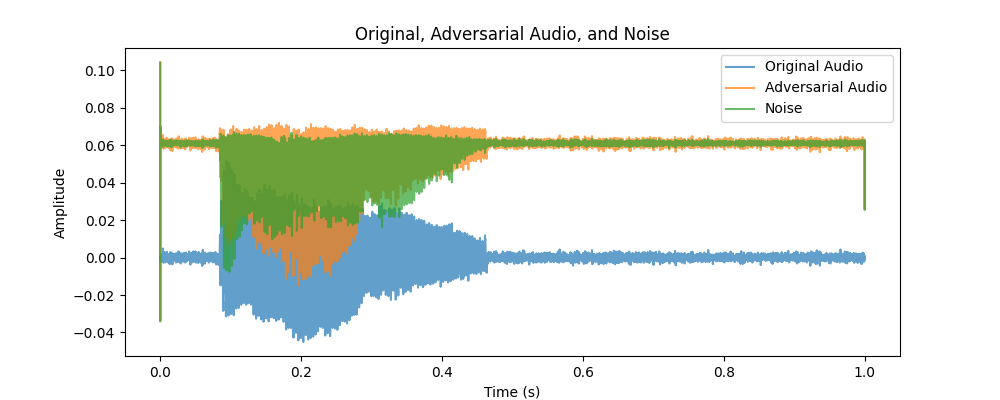 Original, Adversarial Audio, and Noise
Original Audio
Adversarial Audio
Noise
Amplitude
0.10
0.08
0.06
0.04
0.02
0.00
−0.02
−0.04
0.0 0.2 0.4 0.6 0.8 1.0
Time (s)